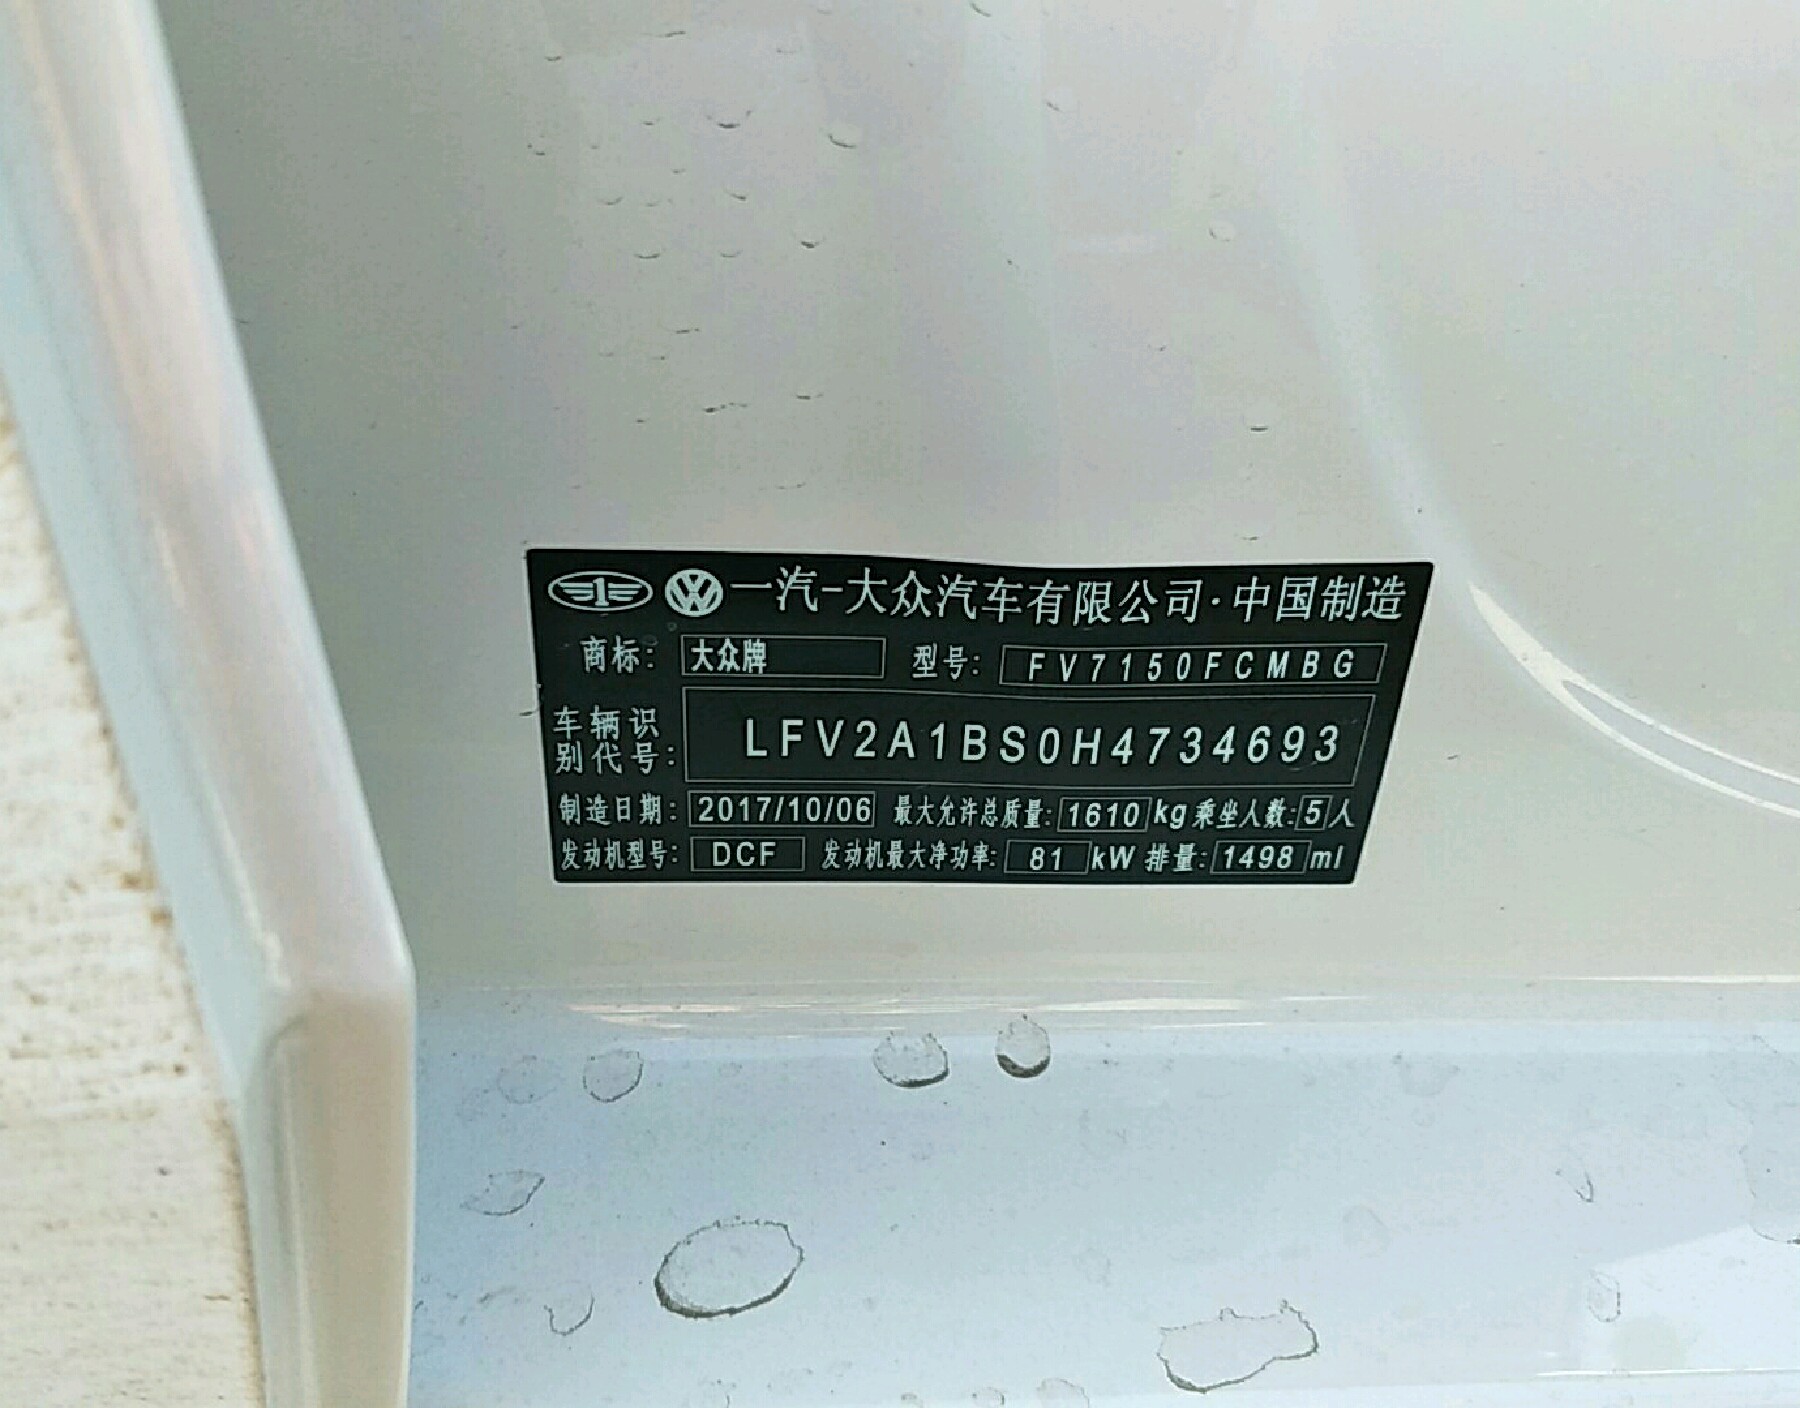 一汽-大众汽车有限公司·中国制造
商标: 大众牌 型号: FV7150FCMBG
车辆识别代号: LFV2A1BS0H4734693
制造日期: 2017/10/06 最大允许总质量: 1610 kg 乘坐人数: 5 人
发动机型号: DCF 发动机最大净功率: 81 kW 排量: 1498 ml